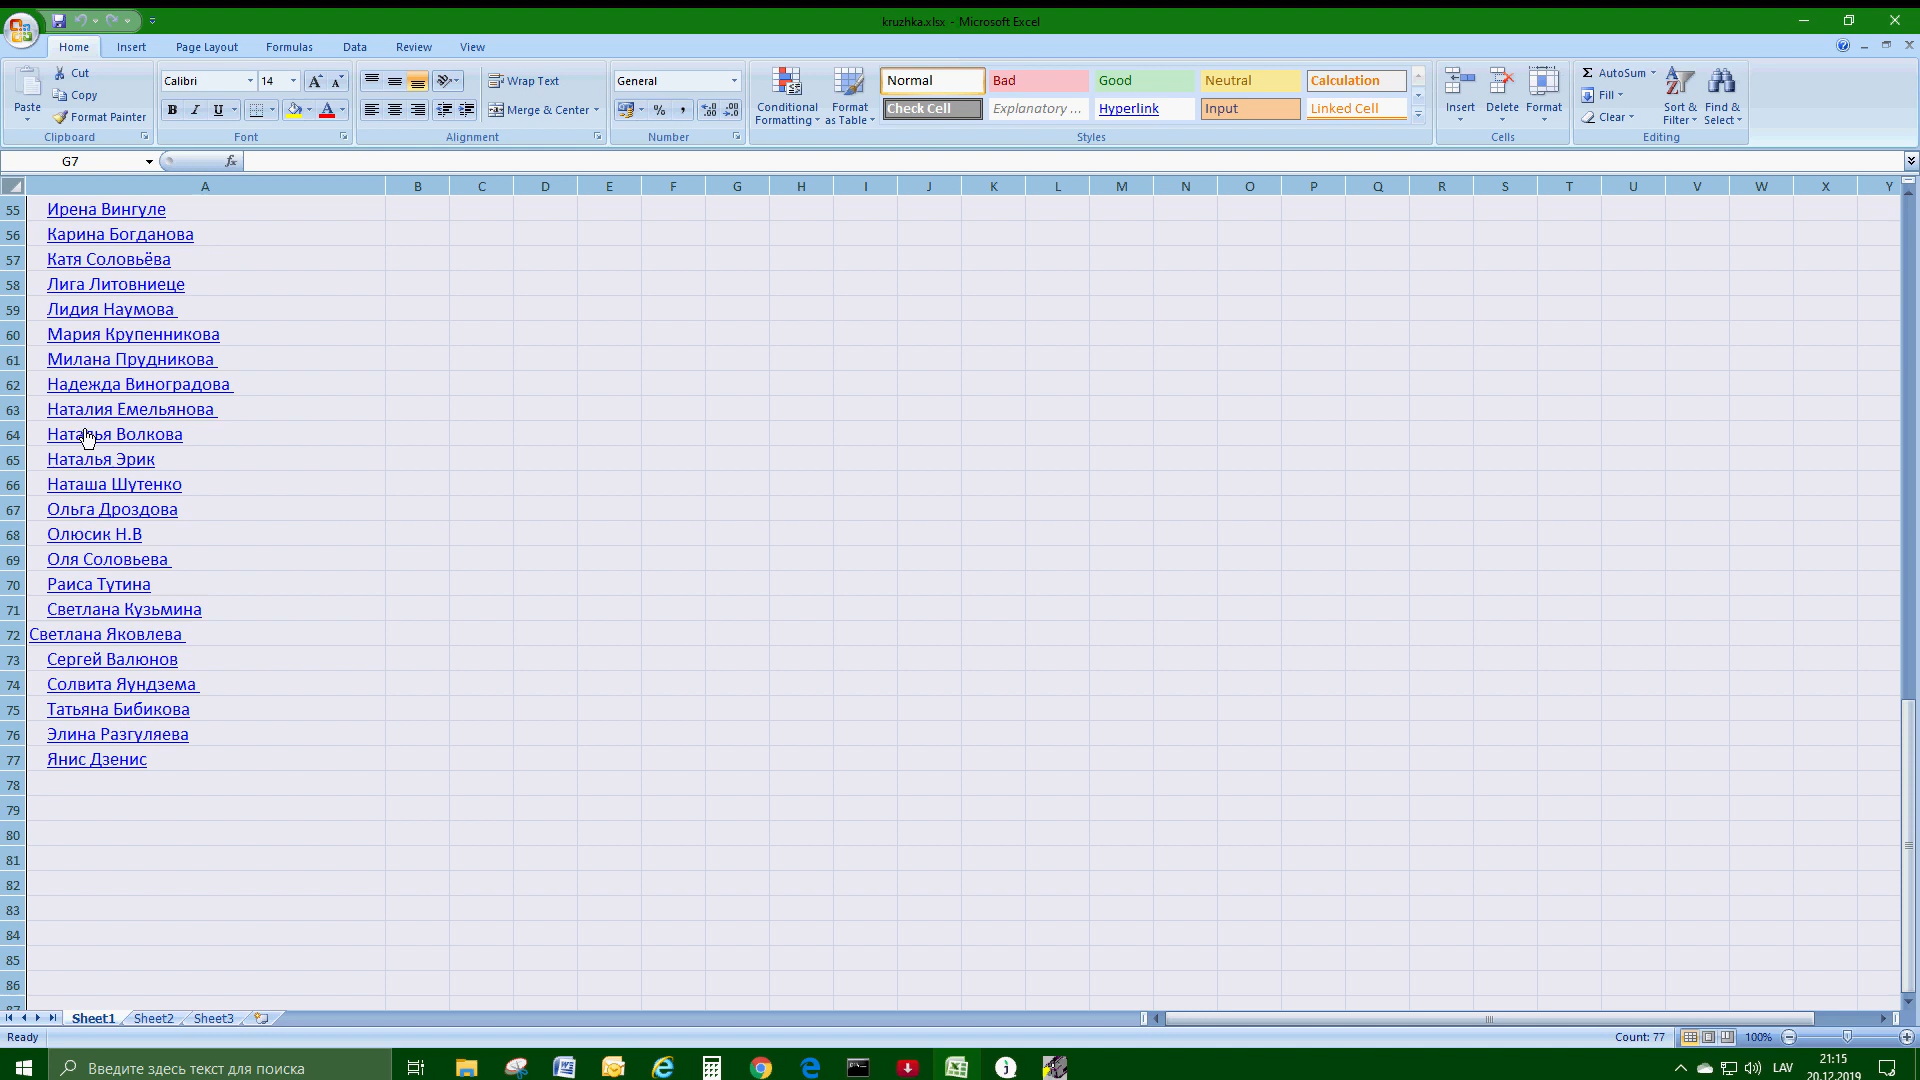 kruzhka.xlsx - Microsoft Excel
Home Insert Page Layout Formulas Data Review View
Paste
Cut
Copy
Format Painter
Clipboard
Calibri 14
B I U A
Font
Wrap Text
Merge & Center
Alignment
General
% ,
Number
Conditional Formatting
Format as Table
Normal Bad Good Neutral Calculation
Check Cell Explanatory ... Hyperlink Input Linked Cell
Styles
Insert Delete Format
Cells
Σ AutoSum
Fill
Clear
Sort & Filter
Find & Select
Editing
G7 fx
A B C D E F G H I J K L M N O P Q R S T U V W X Y
55 Ирена Вингуле
56 Карина Богданова
57 Катя Соловьёва
58 Лига Литовниеце
59 Лидия Наумова
60 Мария Крупенникова
61 Милана Прудникова
62 Надежда Виноградова
63 Наталия Емельянова
64 Наталья Волкова
65 Наталья Эрик
66 Наташа Шутенко
67 Ольга Дроздова
68 Олюсик Н.В
69 Оля Соловьева
70 Раиса Тутина
71 Светлана Кузьмина
72 Светлана Яковлева
73 Сергей Валюнов
74 Солвита Яундзема
75 Татьяна Бибикова
76 Элина Разгуляева
77 Янис Дзенис
78
79
80
81
82
83
84
85
86
87
Sheet1 Sheet2 Sheet3
Ready Count: 77 100%
Введите здесь текст для поиска
LAV
21:15
20.12.2019